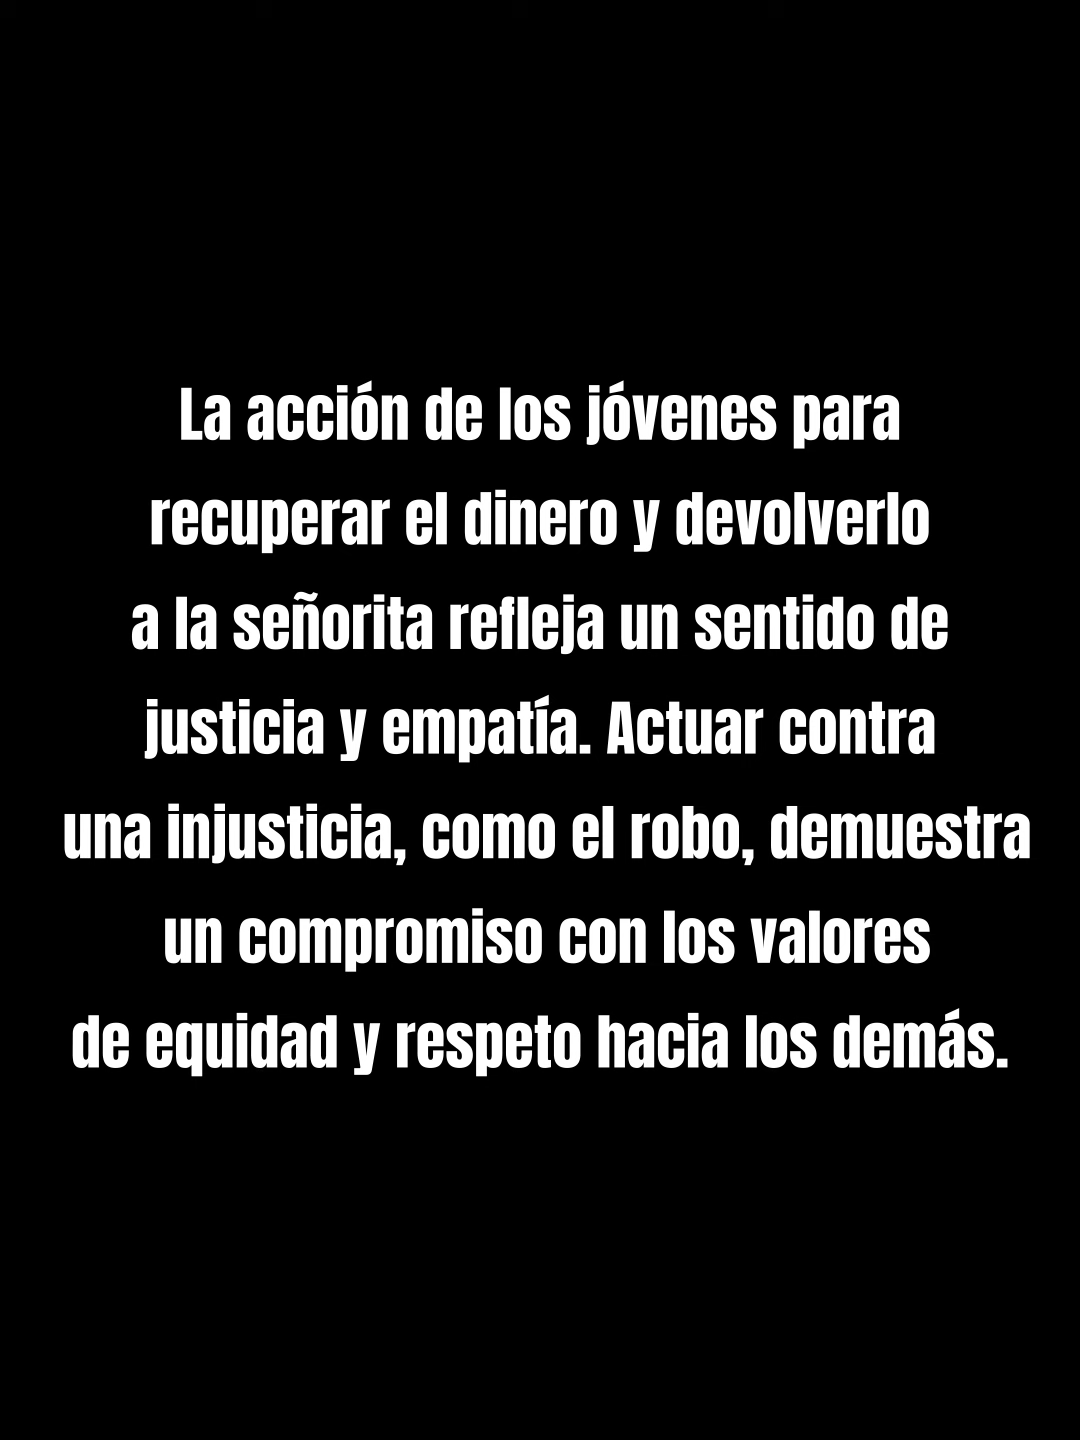 La acción de los jóvenes para
recuperar el dinero y devolverlo
a la señorita refleja un sentido de
justicia y empatía. Actuar contra
una injusticia, como el robo, demuestra
un compromiso con los valores
de equidad y respeto hacia los demás.